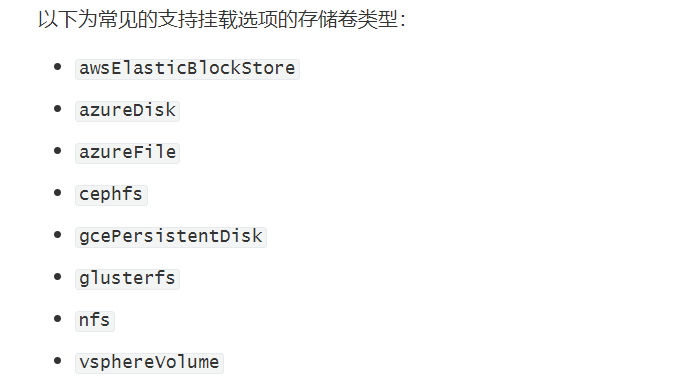 以下为常见的支持挂载选项的存储卷类型：
awsElasticBlockStore
azureDisk
azureFile
cephfs
gcePersistentDisk
glusterfs
nfs
vsphereVolume